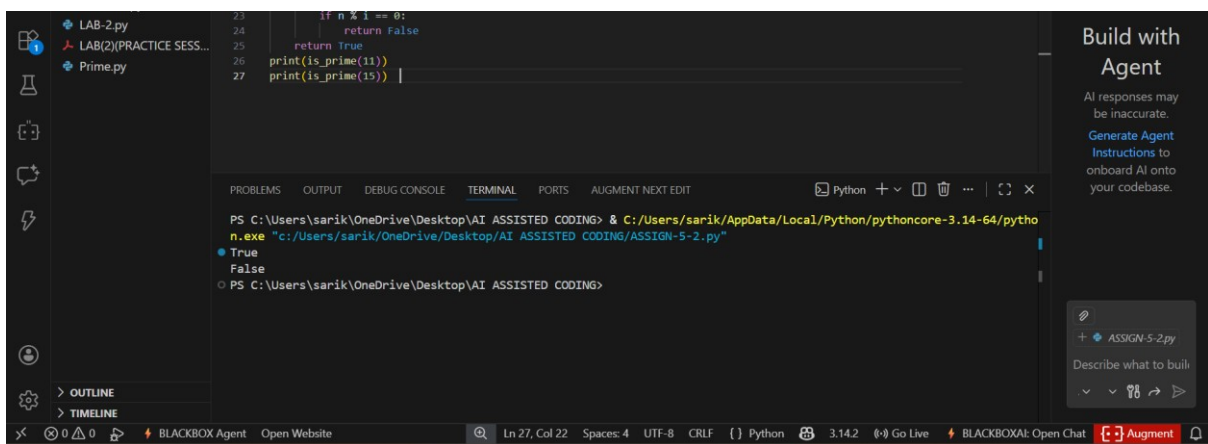 LAB-2.py
LAB(2)(PRACTICE SESS...
Prime.py
23 if n % i == 0:
24 return False
25 return True
26 print(is_prime(11))
27 print(is_prime(15))
PROBLEMS OUTPUT DEBUG CONSOLE TERMINAL PORTS AUGMENT NEXT EDIT
Python
PS C:\Users\sarik\OneDrive\Desktop\AI ASSISTED CODING> & C:/Users/sarik/AppData/Local/Python/pythoncore-3.14-64/pytho
n.exe "c:/Users/sarik/OneDrive/Desktop/AI ASSISTED CODING/ASSIGN-5-2.py"
True
False
PS C:\Users\sarik\OneDrive\Desktop\AI ASSISTED CODING>
Build with
Agent
AI responses may
be inaccurate.
Generate Agent
Instructions to
onboard AI onto
your codebase.
ASSIGN-5-2.py
Describe what to buil
1
OUTLINE
TIMELINE
0 0 BLACKBOX Agent Open Website Ln 27, Col 22 Spaces: 4 UTF-8 CRLF {} Python 3.14.2 Go Live BLACKBOXAI: Open Chat Augment